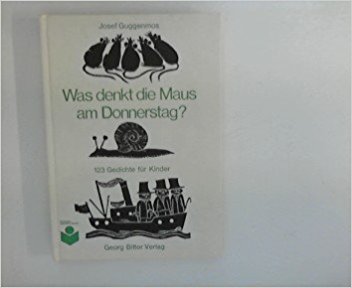 Josef Guggenmos
Was denkt die Maus
am Donnerstag?
123 Gedichte für Kinder
Georg Bitter Verlag